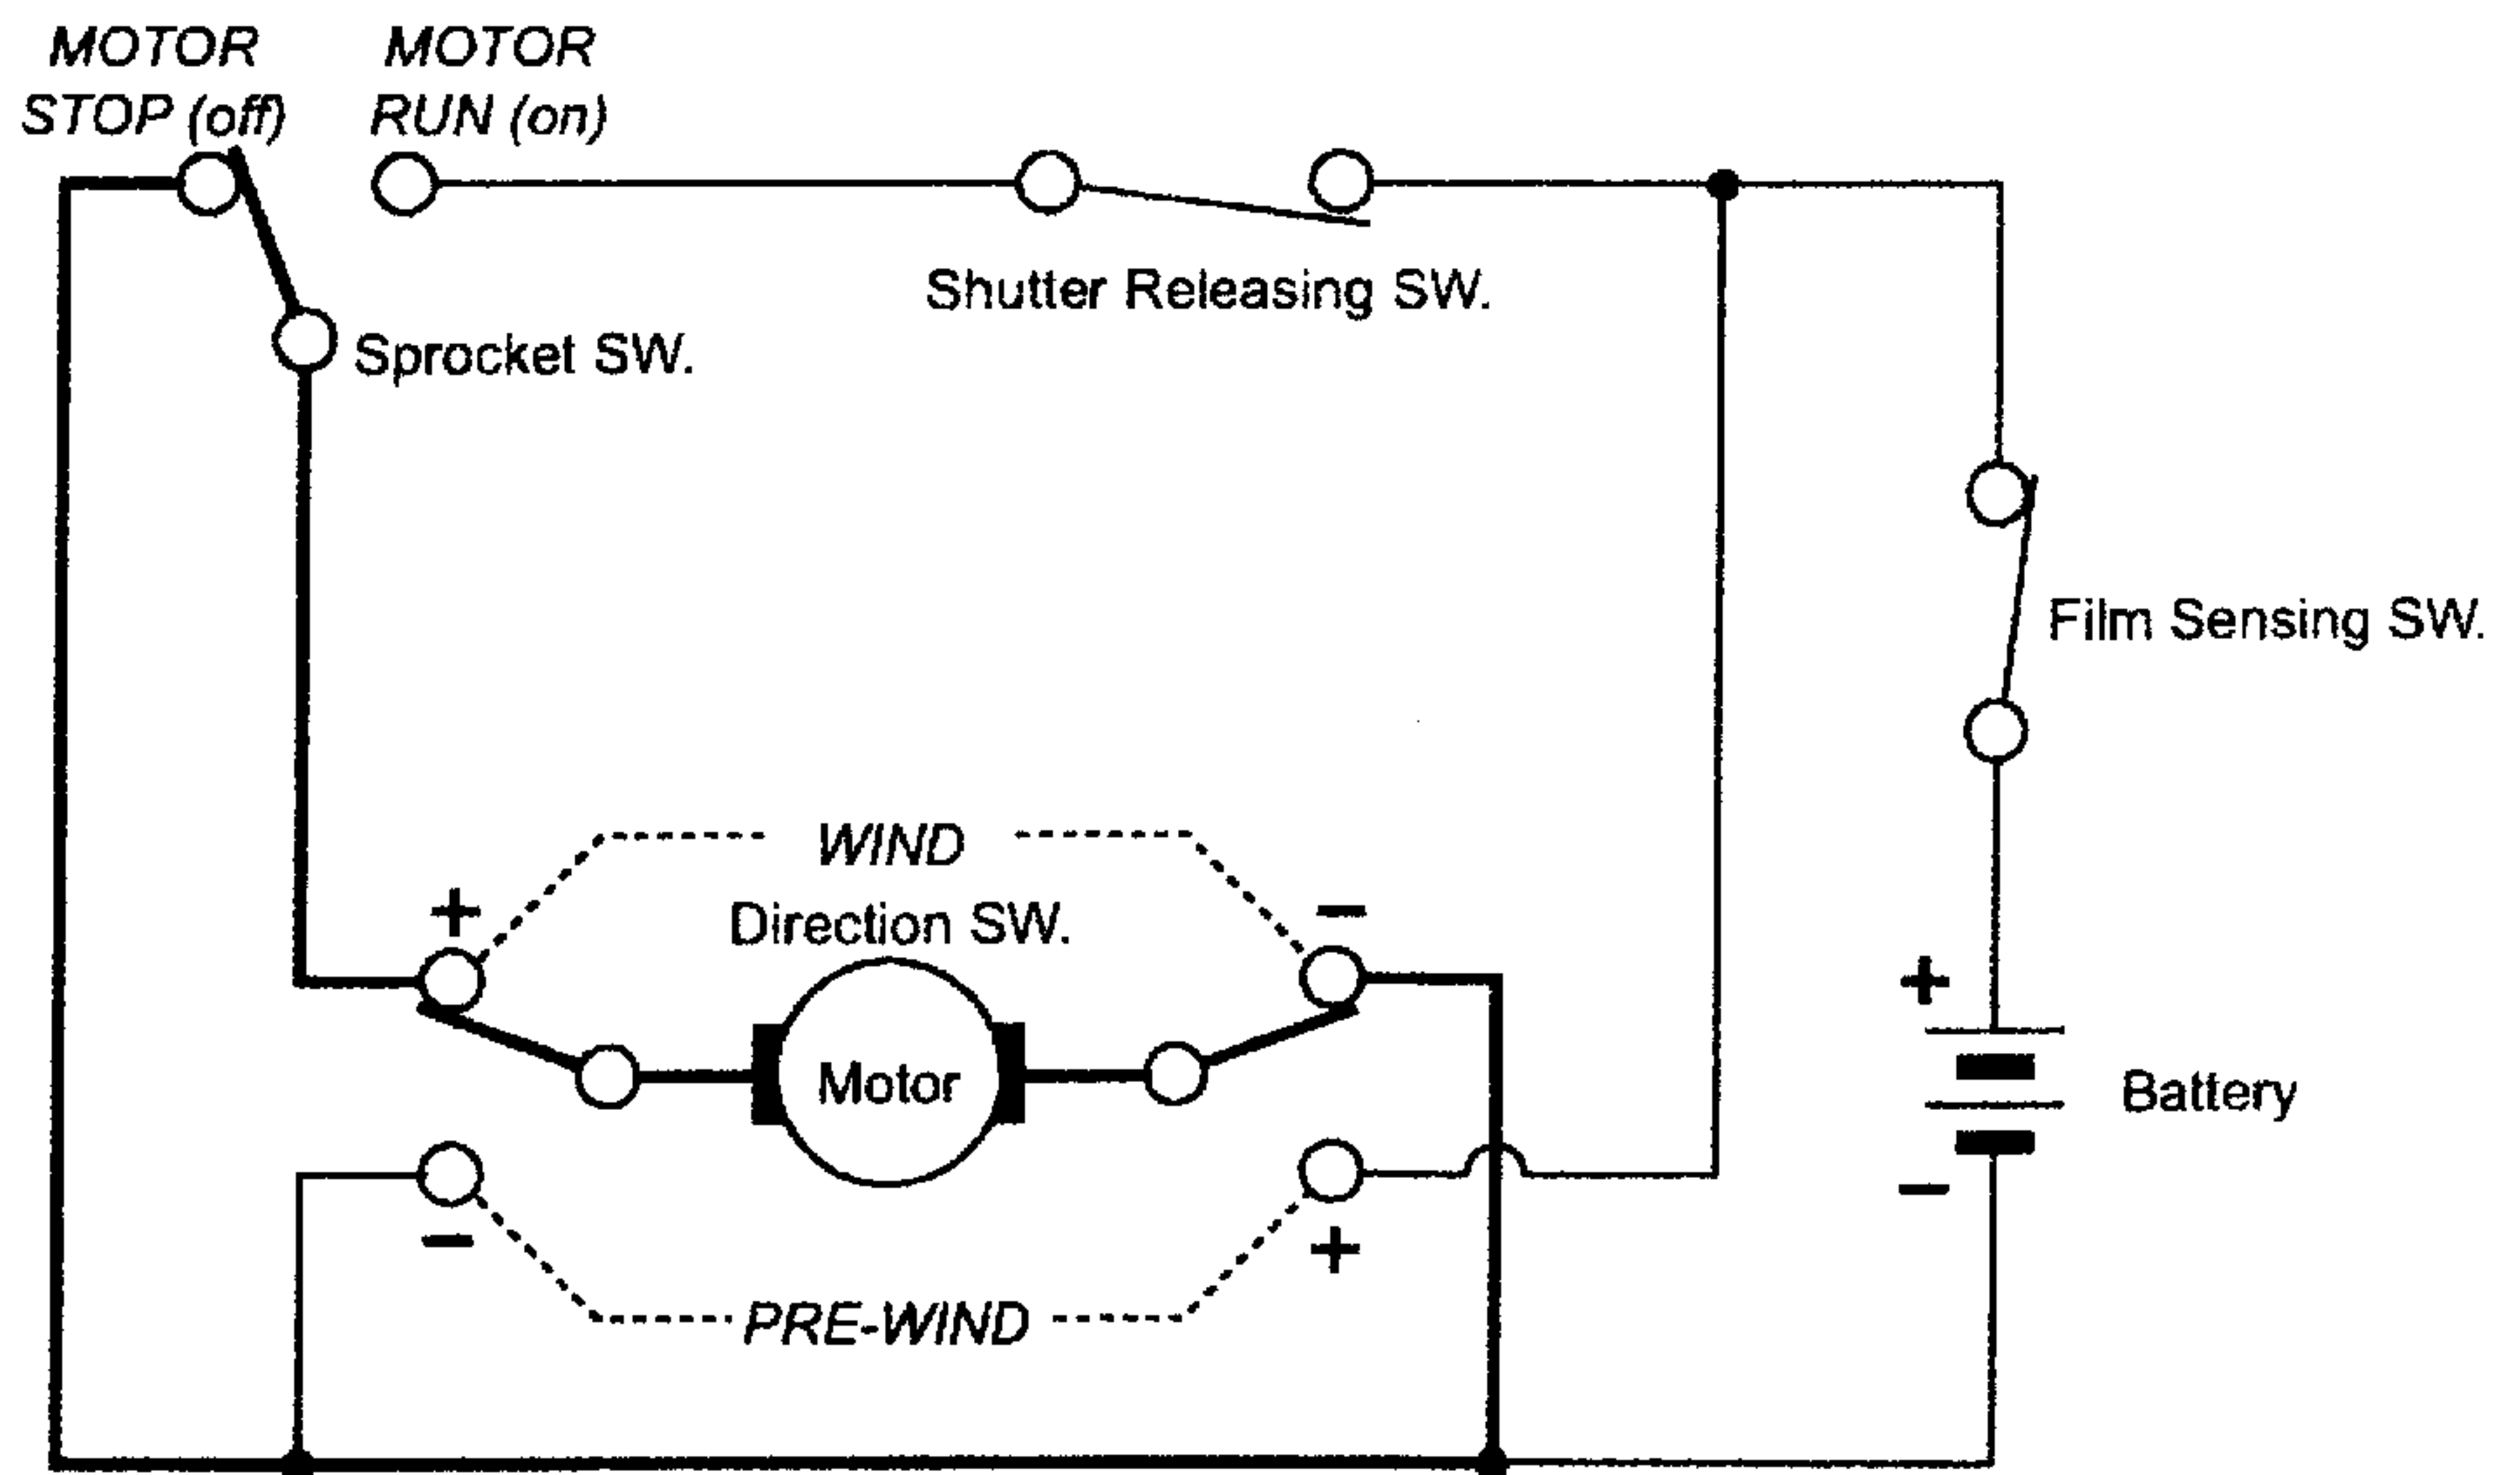 MOTOR
STOP (off)
MOTOR
RUN (on)
Shutter Releasing SW.
Sprocket SW.
Film Sensing SW.
WIND
+
Direction SW.
−
+
Motor
Battery
−
−
+
PRE-WIND